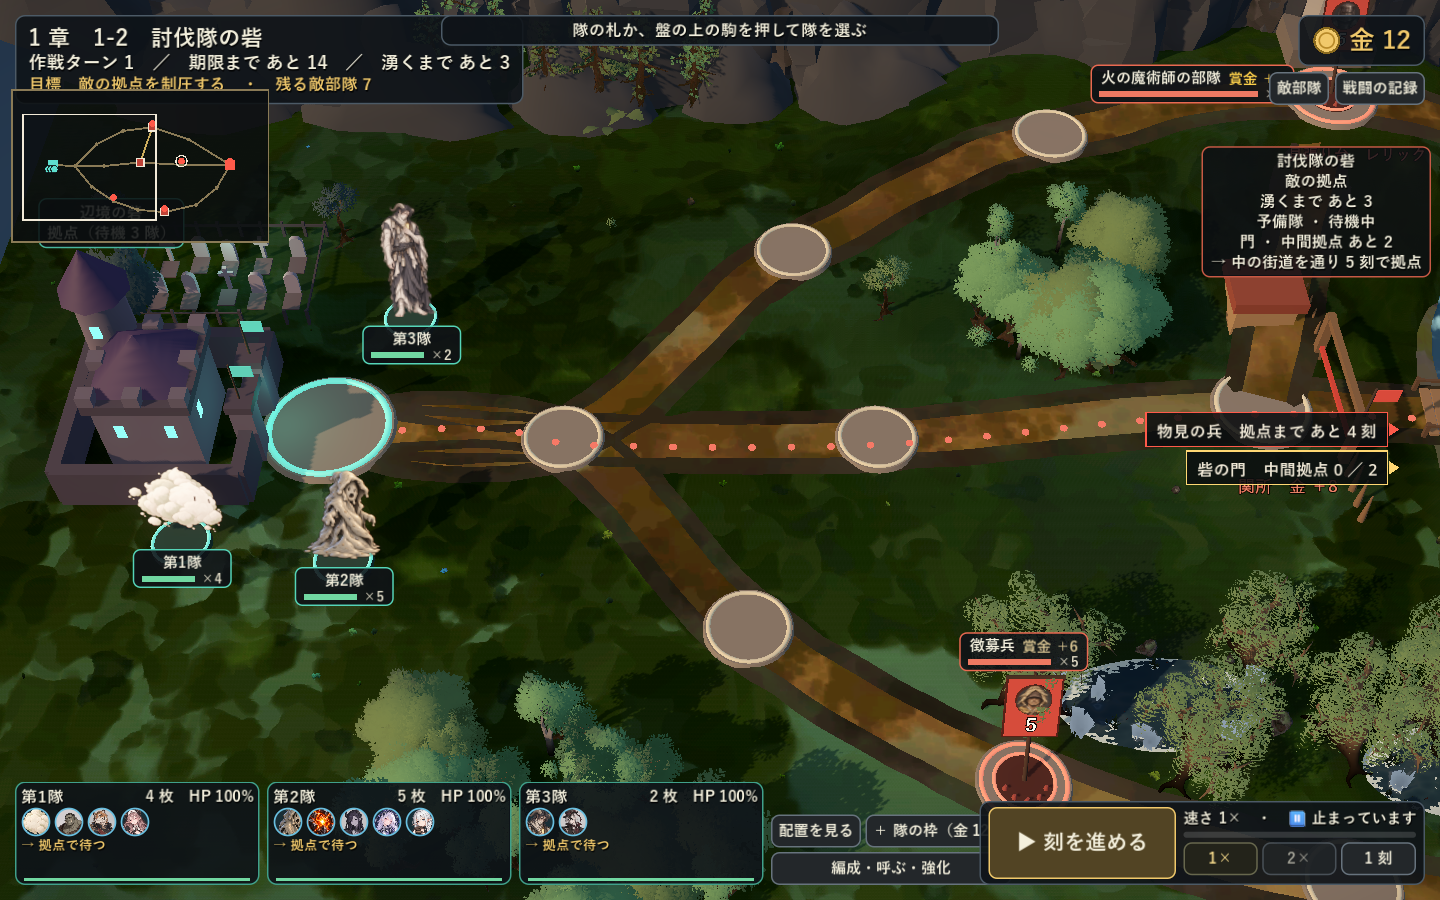 1 章　1-2　討伐隊の砦
作戦ターン 1　／　期限まで あと 14　／　湧くまで あと 3
目標　敵の拠点を制圧する　・　残る敵部隊 7
隊の札か、盤の上の駒を押して隊を選ぶ
金 12
火の魔術師の部隊 賞金
敵部隊
戦闘の記録
レリック
討伐隊の砦
敵の拠点
湧くまで あと 3
予備隊 ・ 待機中
門 ・ 中間拠点 あと 2
→ 中の街道を通り 5 刻で拠点
辺境の
拠点（待機 3 隊）
第3隊
×2
物見の兵　拠点まで あと 4 刻
砦の門　中間拠点 0 ／ 2
関所　金 +8
第1隊
×4
第2隊
×5
徴募兵 賞金 +6
×5
5
第1隊 4 枚 HP 100%
→ 拠点で待つ
第2隊 5 枚 HP 100%
→ 拠点で待つ
第3隊 2 枚 HP 100%
→ 拠点で待つ
配置を見る
+ 隊の枠（金 1
編成・呼ぶ・強化
▶ 刻を進める
速さ 1× ・ ⏸ 止まっています
1×
2×
1 刻